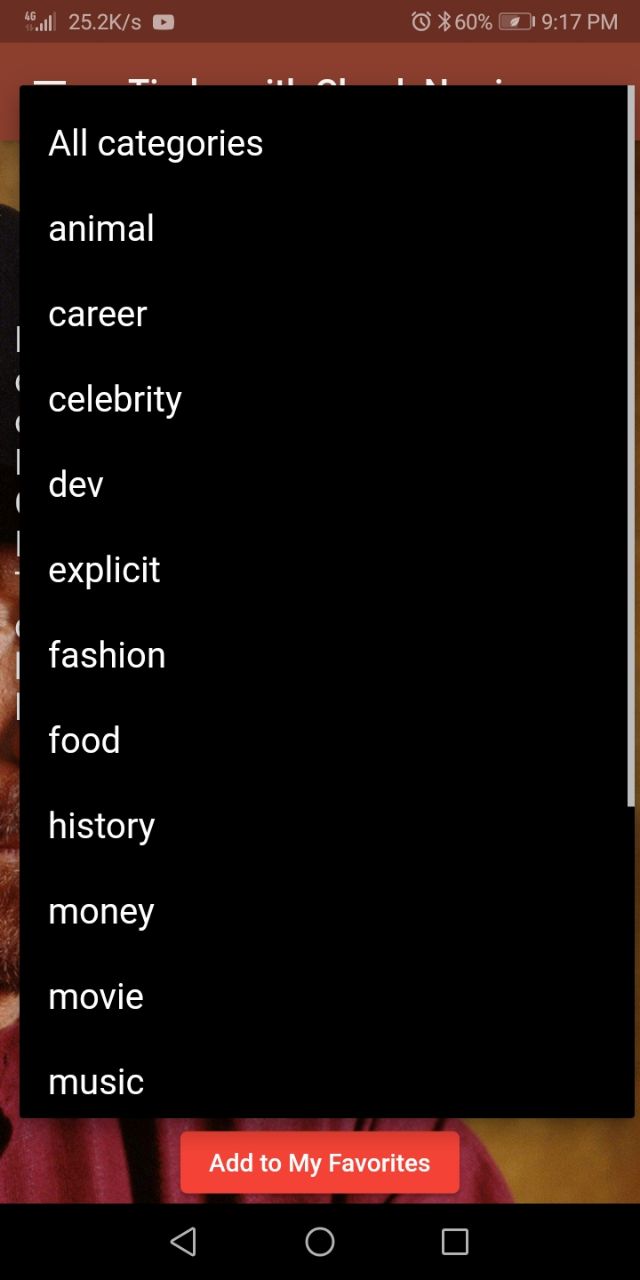 4G 25.2K/s 60% 9:17 PM
All categories
animal
career
celebrity
dev
explicit
fashion
food
history
money
movie
music
Add to My Favorites